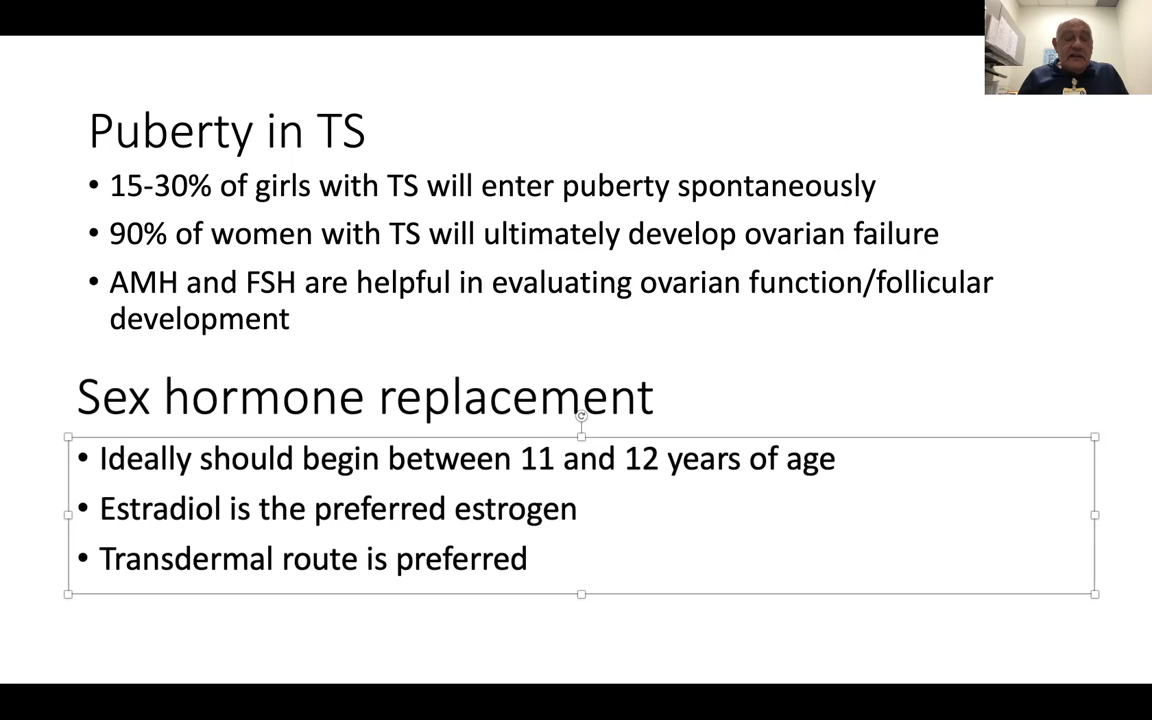 Puberty in TS
• 15-30% of girls with TS will enter puberty spontaneously
• 90% of women with TS will ultimately develop ovarian failure
• AMH and FSH are helpful in evaluating ovarian function/follicular
development
Sex hormone replacement
• Ideally should begin between 11 and 12 years of age
• Estradiol is the preferred estrogen
• Transdermal route is preferred